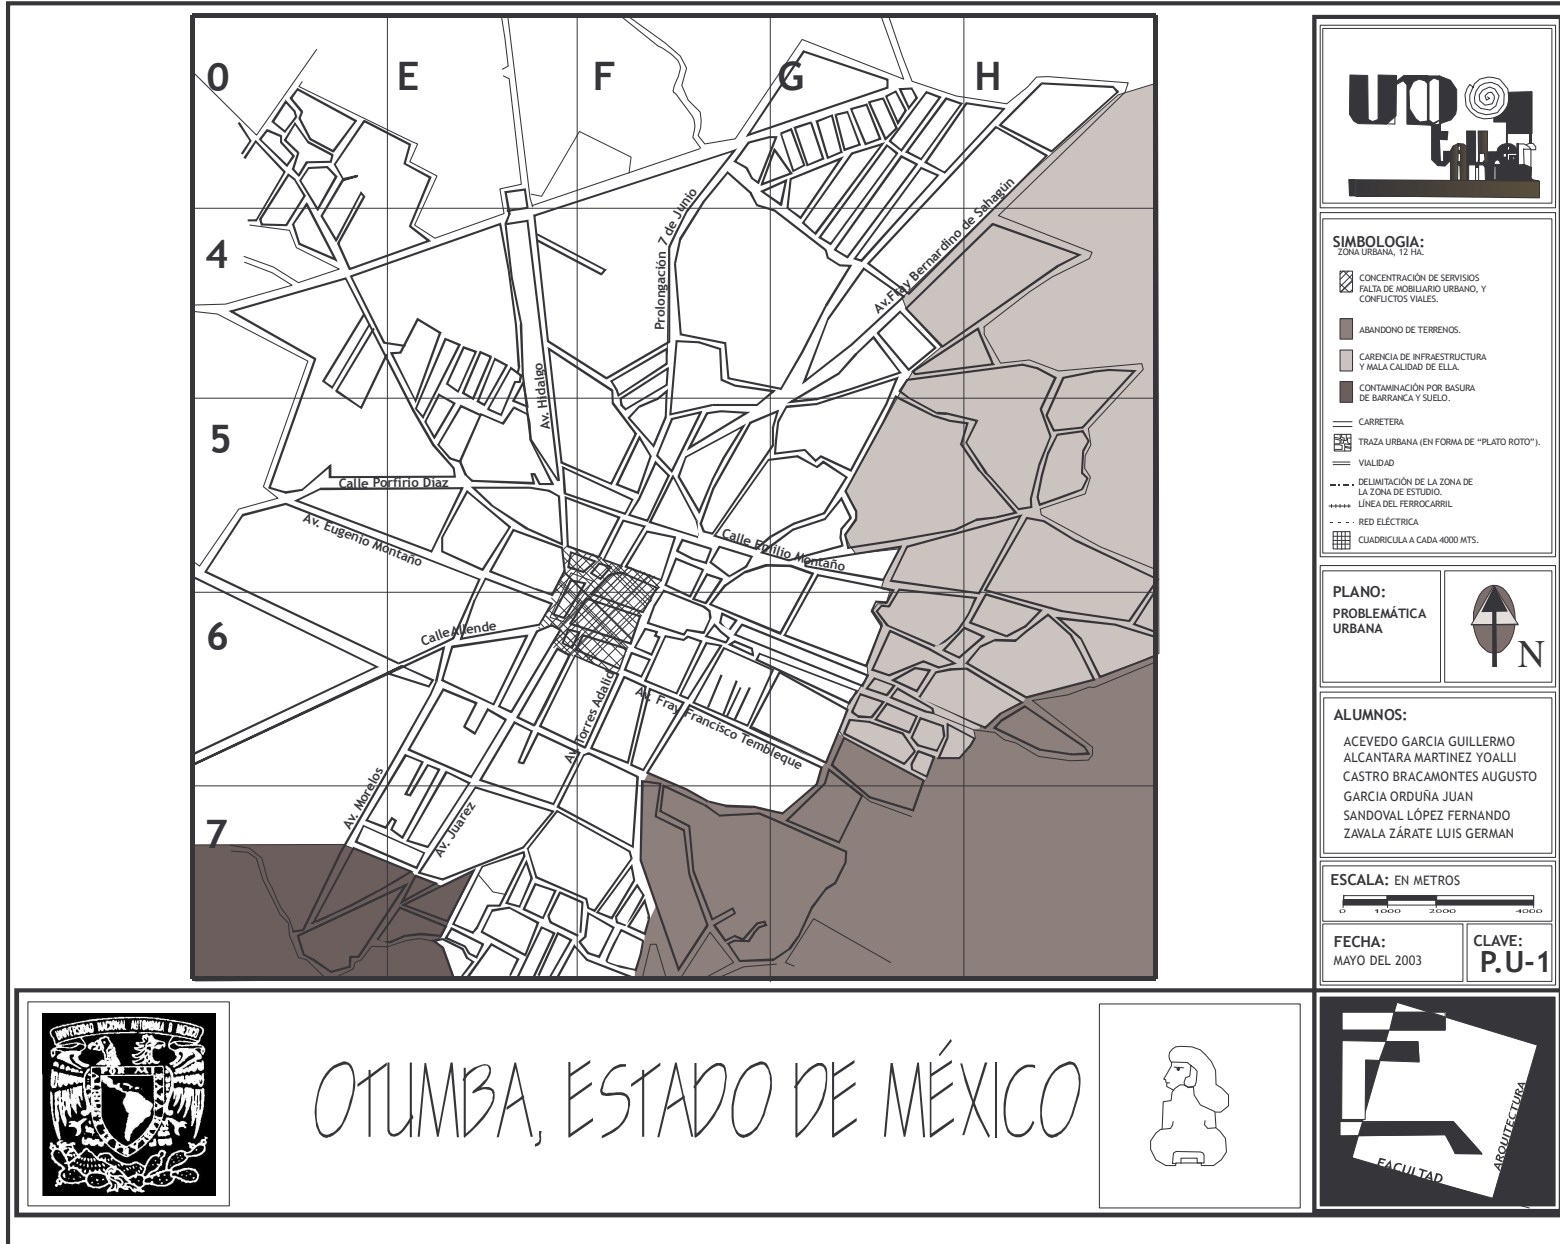 0
E
F
G
H
4
5
6
7
Prolongación 7 de Junio
Av.Fray Bernardino de Sahagún
Av. Hidalgo
Calle Porfirio Diaz
Av. Eugenio Montaño
Calle Emilio Montaño
Calle Allende
Av. Torres Adalid
Av. Fray Francisco Tembleque
Av. Morelos
Av. Juarez
SIMBOLOGIA:
ZONA URBANA, 12 HA.
CONCENTRACIÓN DE SERVISIOS
FALTA DE MOBILIARIO URBANO, Y
CONFLICTOS VIALES.
ABANDONO DE TERRENOS.
CARENCIA DE INFRAESTRUCTURA
Y MALA CALIDAD DE ELLA.
CONTAMINACIÓN POR BASURA
DE BARRANCA Y SUELO.
CARRETERA
TRAZA URBANA (EN FORMA DE “PLATO ROTO”).
VIALIDAD
DELIMITACIÓN DE LA ZONA DE
LA ZONA DE ESTUDIO.
LÍNEA DEL FERROCARRIL
RED ELÉCTRICA
CUADRICULA A CADA 4000 MTS.
PLANO:
PROBLEMÁTICA
URBANA
N
ALUMNOS:
ACEVEDO GARCIA GUILLERMO
ALCANTARA MARTINEZ YOALLI
CASTRO BRACAMONTES AUGUSTO
GARCIA ORDUÑA JUAN
SANDOVAL LÓPEZ FERNANDO
ZAVALA ZÁRATE LUIS GERMAN
ESCALA: EN METROS
0 1000 2000 4000
FECHA:
MAYO DEL 2003
CLAVE:
P.U-1
OTUMBA, ESTADO DE MÉXICO
FACULTAD
ARQUITECTURA